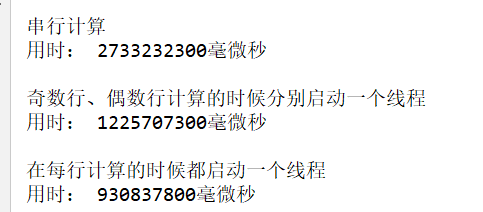 串行计算
用时： 2733232300毫微秒
奇数行、偶数行计算的时候分别启动一个线程
用时： 1225707300毫微秒
在每行计算的时候都启动一个线程
用时： 930837800毫微秒